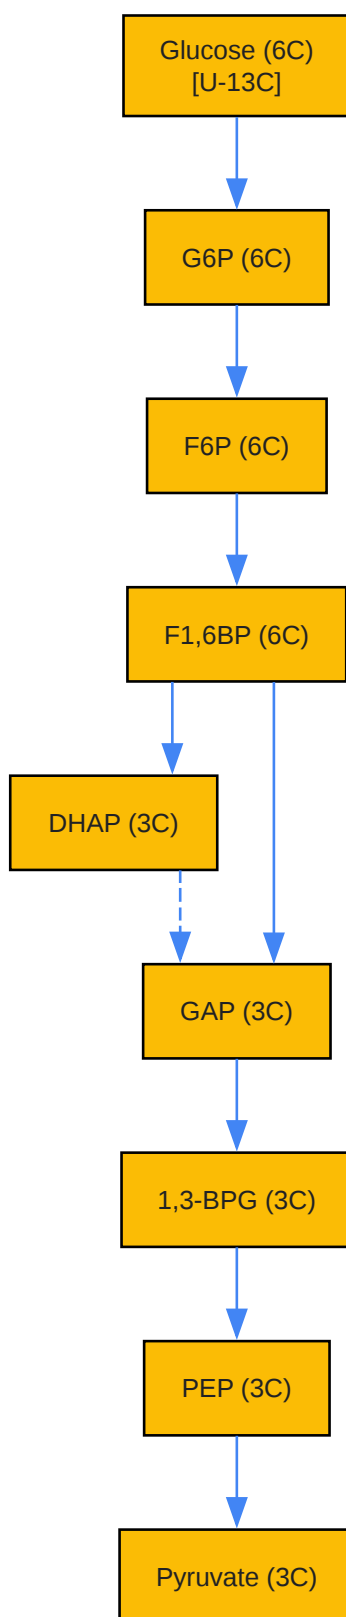 Glucose (6C)
[U-13C]
G6P (6C)
F6P (6C)
F1,6BP (6C)
DHAP (3C)
GAP (3C)
1,3-BPG (3C)
PEP (3C)
Pyruvate (3C)